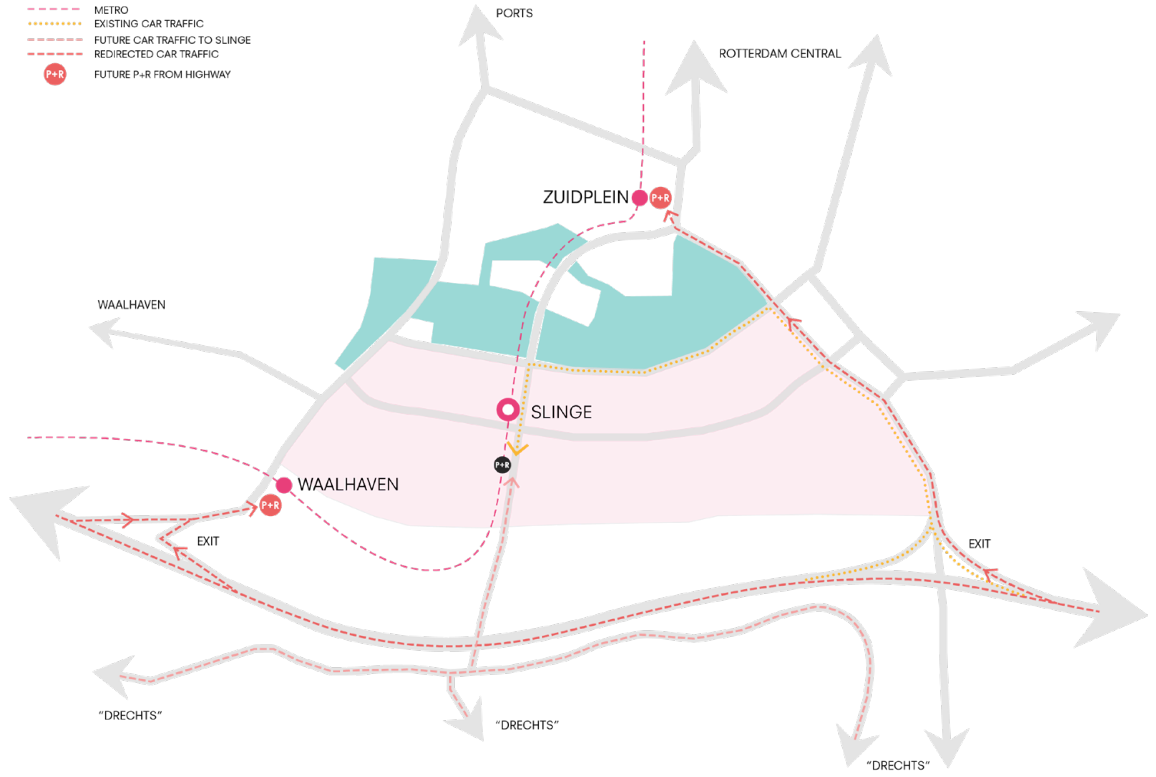 METRO
EXISTING CAR TRAFFIC
FUTURE CAR TRAFFIC TO SLINGE
REDIRECTED CAR TRAFFIC
P+R FUTURE P+R FROM HIGHWAY
PORTS
ROTTERDAM CENTRAL
ZUIDPLEIN P+R
WAALHAVEN
SLINGE
P+R
WAALHAVEN
P+R
EXIT
EXIT
"DRECHTS"
"DRECHTS"
"DRECHTS"